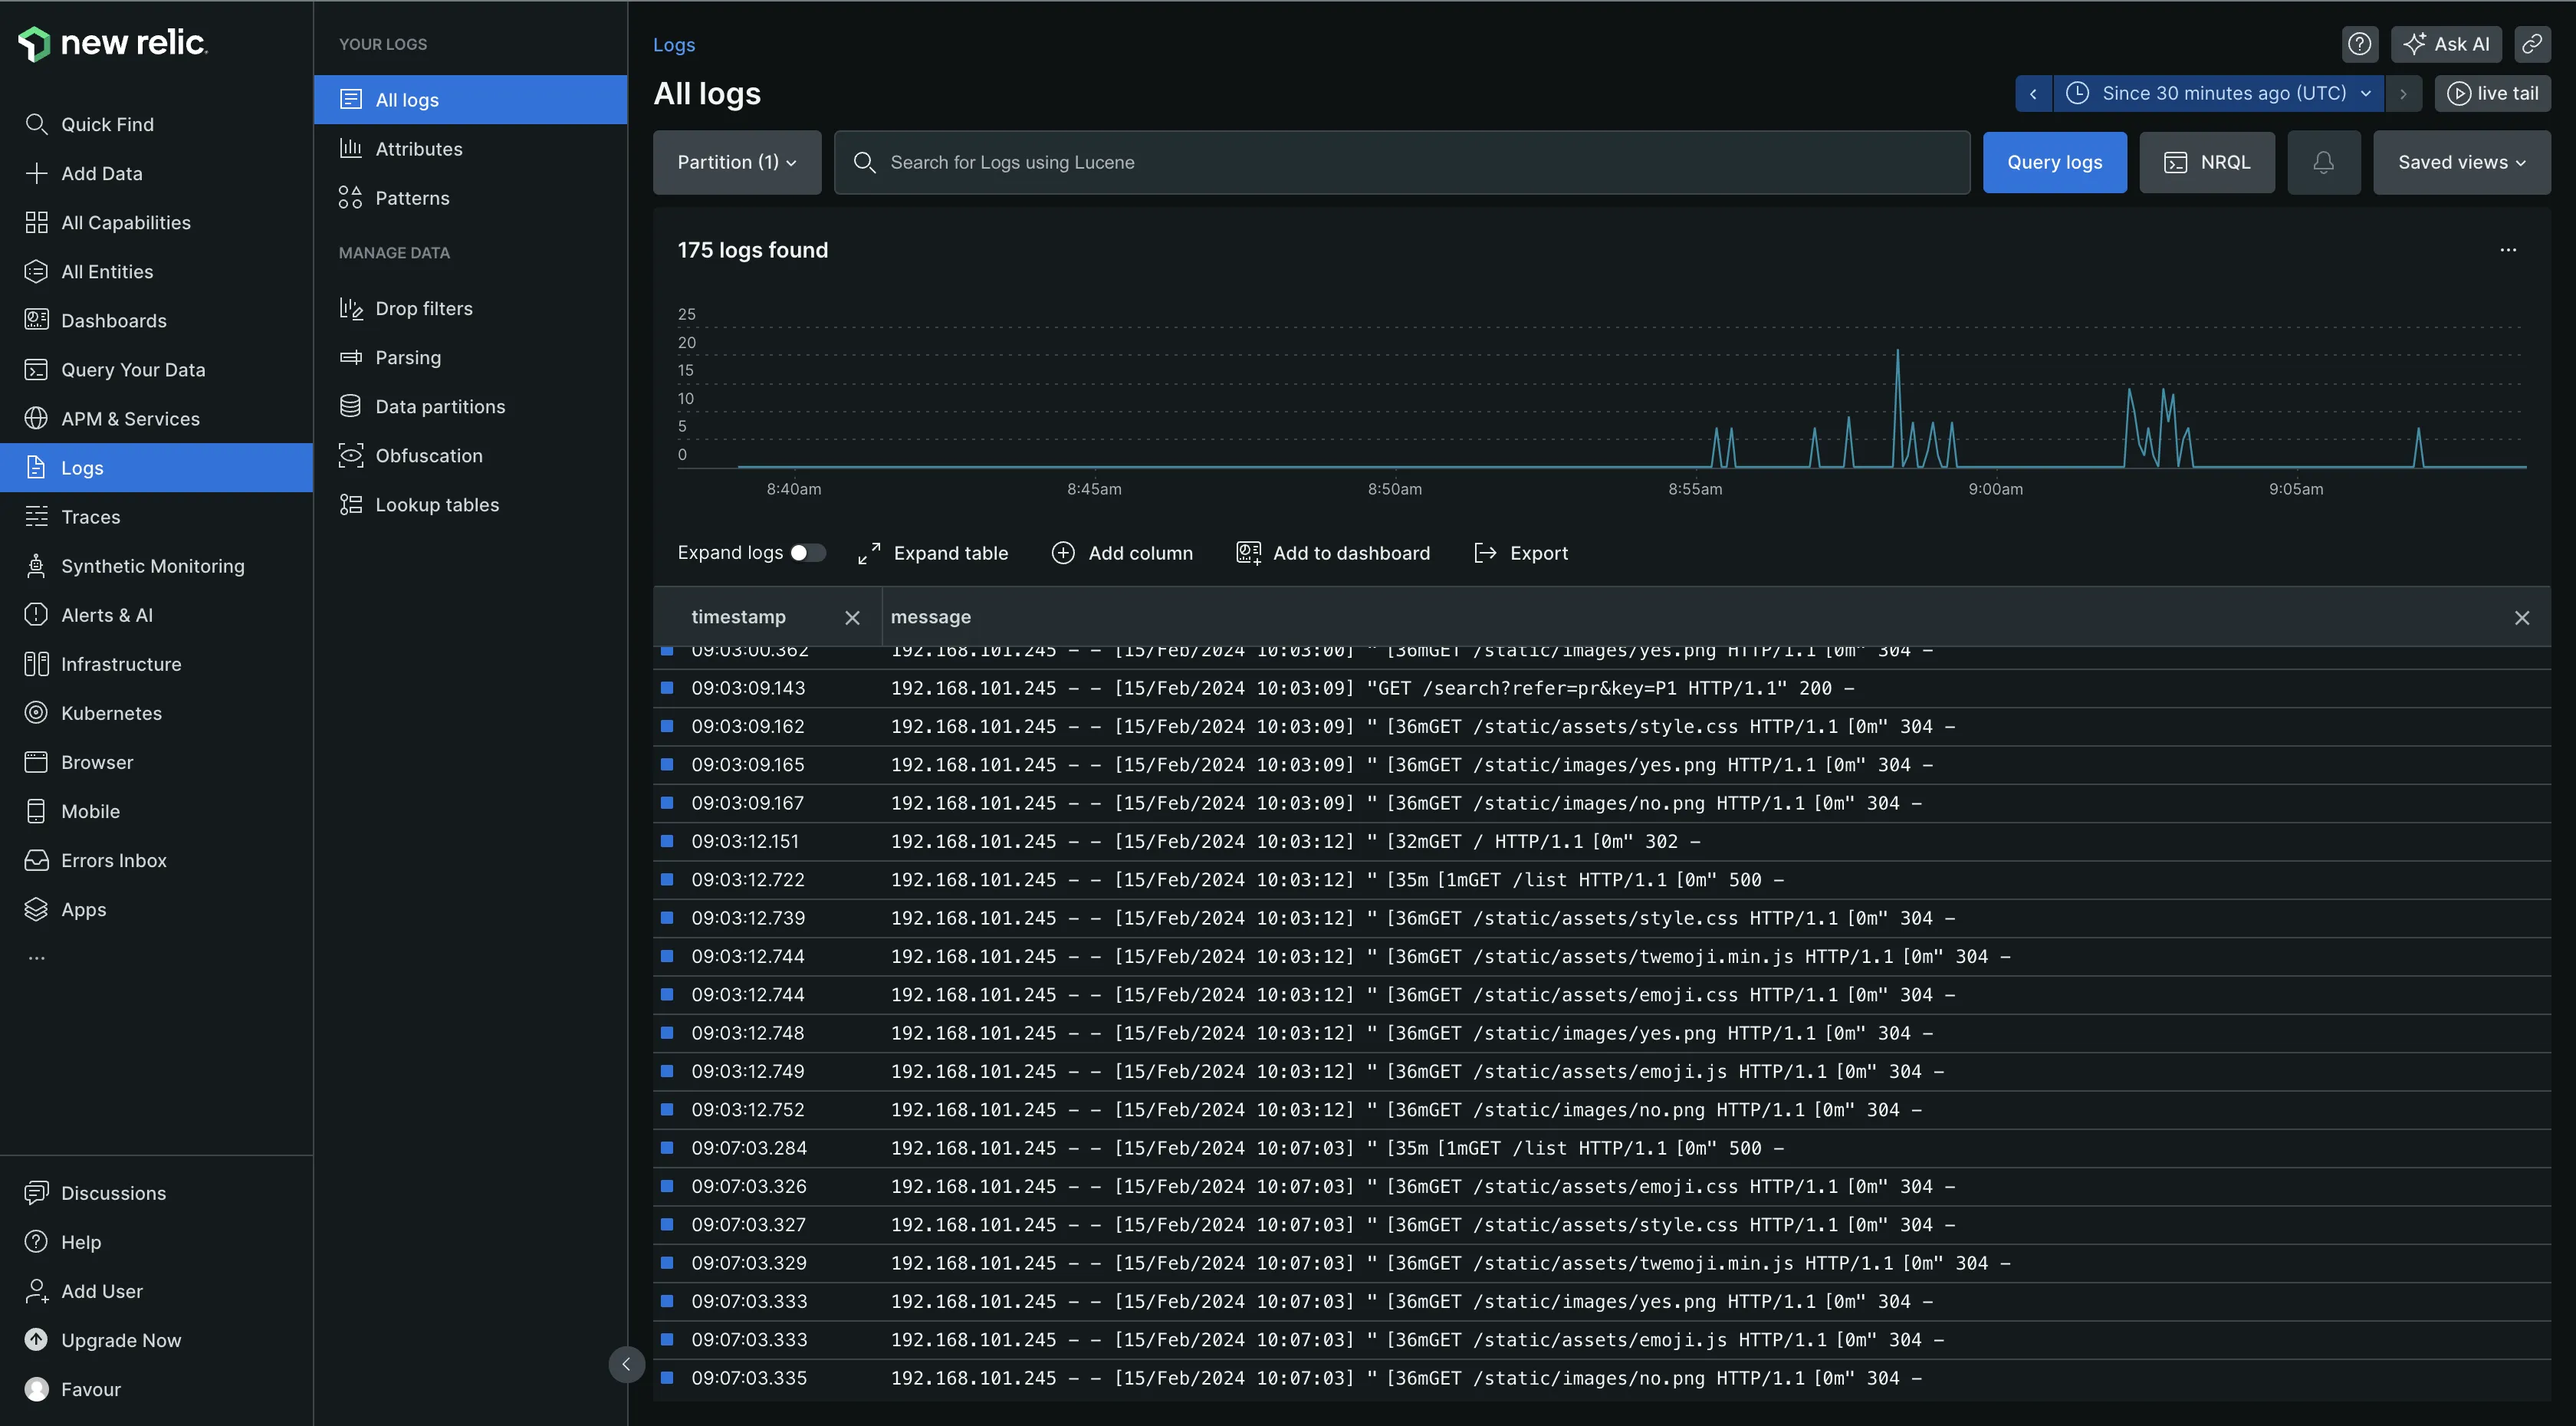 new relic.
Quick Find
Add Data
All Capabilities
All Entities
Dashboards
Query Your Data
APM & Services
Logs
Traces
Synthetic Monitoring
Alerts & AI
Infrastructure
Kubernetes
Browser
Mobile
Errors Inbox
Apps
...
Discussions
Help
Add User
Upgrade Now
Favour
YOUR LOGS
All logs
Attributes
Patterns
MANAGE DATA
Drop filters
Parsing
Data partitions
Obfuscation
Lookup tables
Logs
Ask AI
All logs
Since 30 minutes ago (UTC)
live tail
Partition (1)
Search for Logs using Lucene
Query logs
NRQL
Saved views
175 logs found
...
25
20
15
10
5
0
8:40am 8:45am 8:50am 8:55am 9:00am 9:05am
Expand logs Expand table Add column Add to dashboard Export
timestamp message
09:03:00.362 192.168.101.245 - - [15/Feb/2024 10:03:00] " [36mGET /static/images/yes.png HTTP/1.1 [0m" 304 -
09:03:09.143 192.168.101.245 - - [15/Feb/2024 10:03:09] "GET /search?refer=pr&key=P1 HTTP/1.1" 200 -
09:03:09.162 192.168.101.245 - - [15/Feb/2024 10:03:09] " [36mGET /static/assets/style.css HTTP/1.1 [0m" 304 -
09:03:09.165 192.168.101.245 - - [15/Feb/2024 10:03:09] " [36mGET /static/images/yes.png HTTP/1.1 [0m" 304 -
09:03:09.167 192.168.101.245 - - [15/Feb/2024 10:03:09] " [36mGET /static/images/no.png HTTP/1.1 [0m" 304 -
09:03:12.151 192.168.101.245 - - [15/Feb/2024 10:03:12] " [32mGET / HTTP/1.1 [0m" 302 -
09:03:12.722 192.168.101.245 - - [15/Feb/2024 10:03:12] " [35m [1mGET /list HTTP/1.1 [0m" 500 -
09:03:12.739 192.168.101.245 - - [15/Feb/2024 10:03:12] " [36mGET /static/assets/style.css HTTP/1.1 [0m" 304 -
09:03:12.744 192.168.101.245 - - [15/Feb/2024 10:03:12] " [36mGET /static/assets/twemoji.min.js HTTP/1.1 [0m" 304 -
09:03:12.744 192.168.101.245 - - [15/Feb/2024 10:03:12] " [36mGET /static/assets/emoji.css HTTP/1.1 [0m" 304 -
09:03:12.748 192.168.101.245 - - [15/Feb/2024 10:03:12] " [36mGET /static/images/yes.png HTTP/1.1 [0m" 304 -
09:03:12.749 192.168.101.245 - - [15/Feb/2024 10:03:12] " [36mGET /static/assets/emoji.js HTTP/1.1 [0m" 304 -
09:03:12.752 192.168.101.245 - - [15/Feb/2024 10:03:12] " [36mGET /static/images/no.png HTTP/1.1 [0m" 304 -
09:07:03.284 192.168.101.245 - - [15/Feb/2024 10:07:03] " [35m [1mGET /list HTTP/1.1 [0m" 500 -
09:07:03.326 192.168.101.245 - - [15/Feb/2024 10:07:03] " [36mGET /static/assets/emoji.css HTTP/1.1 [0m" 304 -
09:07:03.327 192.168.101.245 - - [15/Feb/2024 10:07:03] " [36mGET /static/assets/style.css HTTP/1.1 [0m" 304 -
09:07:03.329 192.168.101.245 - - [15/Feb/2024 10:07:03] " [36mGET /static/assets/twemoji.min.js HTTP/1.1 [0m" 304 -
09:07:03.333 192.168.101.245 - - [15/Feb/2024 10:07:03] " [36mGET /static/images/yes.png HTTP/1.1 [0m" 304 -
09:07:03.333 192.168.101.245 - - [15/Feb/2024 10:07:03] " [36mGET /static/assets/emoji.js HTTP/1.1 [0m" 304 -
09:07:03.335 192.168.101.245 - - [15/Feb/2024 10:07:03] " [36mGET /static/images/no.png HTTP/1.1 [0m" 304 -